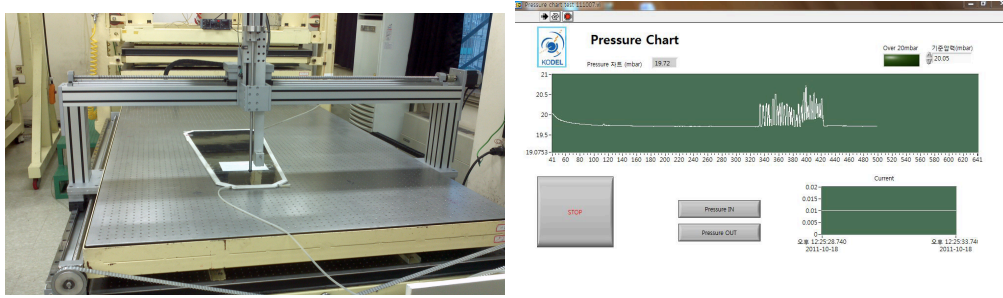 Pressure chart test 111007.vi
KODEL
Pressure Chart
Pressure 차트 (mbar)
19.72
Over 20mbar
기준압력(mbar)
20.05
21
20.5
20
19.5
19.0753
41 60 80 100 120 140 160 180 200 220 240 260 280 300 320 340 360 380 400 420 440 460 480 500 520 540 560 580 600 620 641
STOP
Pressure IN
Pressure OUT
Current
0.02
0.015
0.01
0.005
0
오후 12:25:28.740
2011-10-18
오후 12:25:33.740
2011-10-18